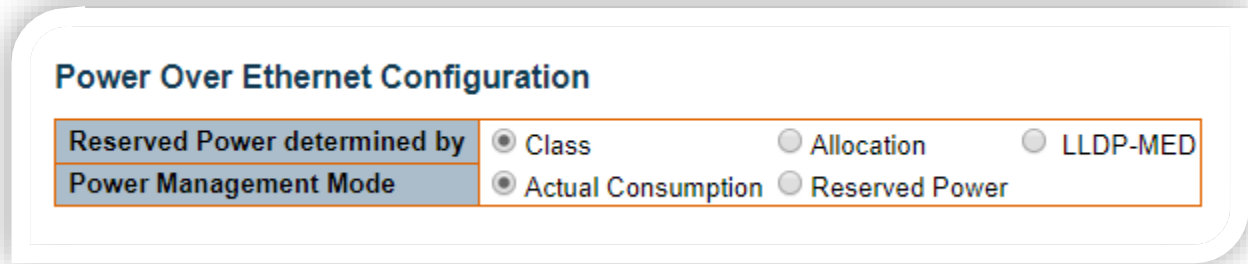 Power Over Ethernet Configuration
Reserved Power determined by Class Allocation LLDP-MED
Power Management Mode Actual Consumption Reserved Power